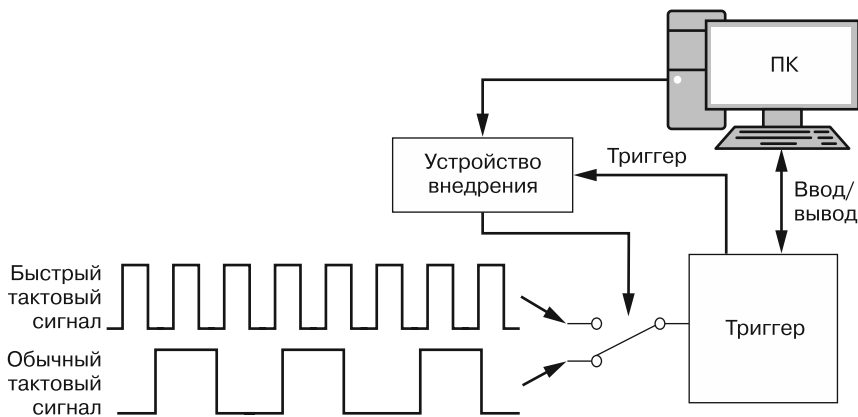 ПК
Устройство
внедрения
Триггер
Ввод/
вывод
Быстрый
тактовый
сигнал
Триггер
Обычный
тактовый
сигнал